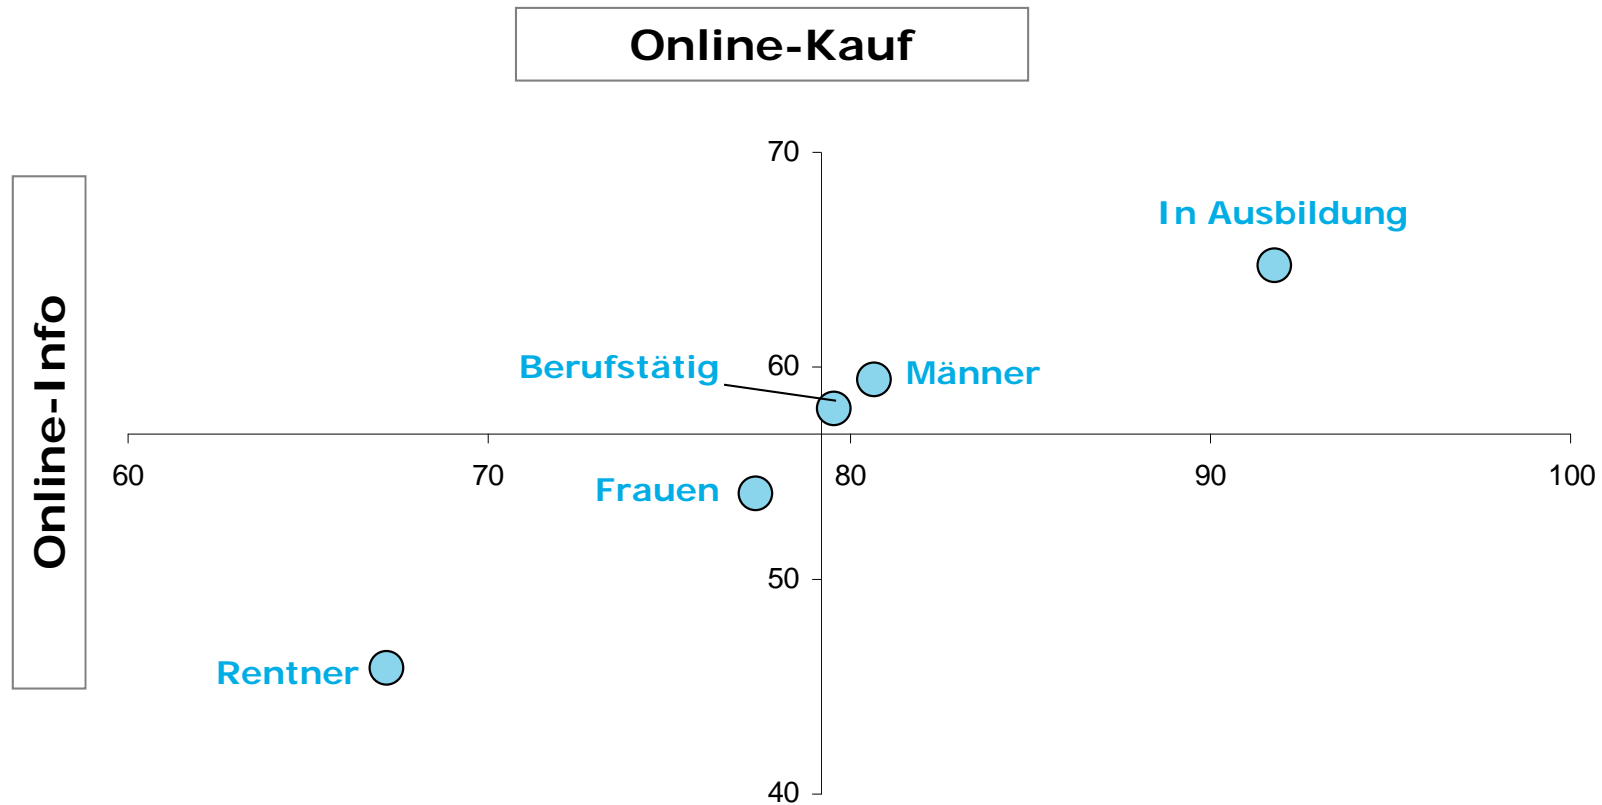 Online-Kauf
Online-Info
70
In Ausbildung
Berufstätig
60
Männer
60
70
80
90
100
Frauen
50
Rentner
40